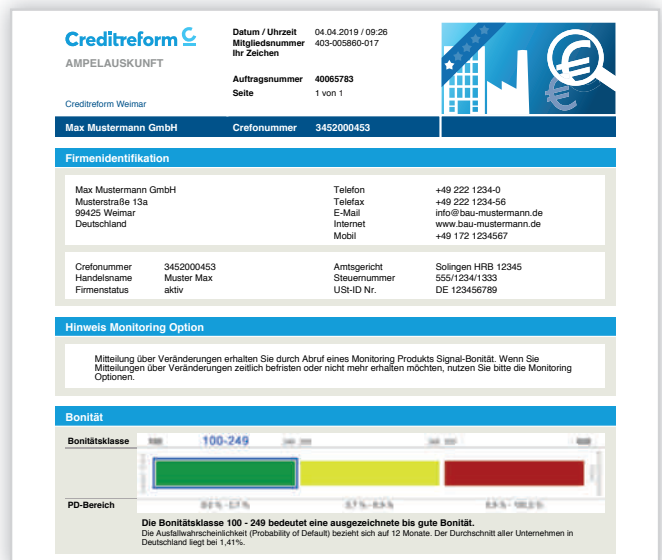 Creditreform C
AMPELAUSKUNFT
Creditreform Weimar
Datum / Uhrzeit 04.04.2019 / 09:26
Mitgliedsnummer 403-005860-017
Ihr Zeichen
Auftragsnummer 40065783
Seite 1 von 1
Max Mustermann GmbH Crefonummer 3452000453
Firmenidentifikation
Max Mustermann GmbH Telefon +49 222 1234-0
Musterstraße 13a Telefax +49 222 1234-56
99425 Weimar E-Mail info@bau-mustermann.de
Deutschland Internet www.bau-mustermann.de
Mobil +49 172 1234567
Crefonummer 3452000453 Amtsgericht Solingen HRB 12345
Handelsname Muster Max Steuernummer 555/1234/1333
Firmenstatus aktiv USt-ID Nr. DE 123456789
Hinweis Monitoring Option
Mitteilung über Veränderungen erhalten Sie durch Abruf eines Monitoring Produkts Signal-Bonität. Wenn Sie
Mitteilungen über Veränderungen zeitlich befristen oder nicht mehr erhalten möchten, nutzen Sie bitte die Monitoring
Optionen.
Bonität
Bonitätsklasse 100-249
PD-Bereich
Die Bonitätsklasse 100 - 249 bedeutet eine ausgezeichnete bis gute Bonität.
Die Ausfallwahrscheinlichkeit (Probability of Default) bezieht sich auf 12 Monate. Der Durchschnitt aller Unternehmen in
Deutschland liegt bei 1,41%.